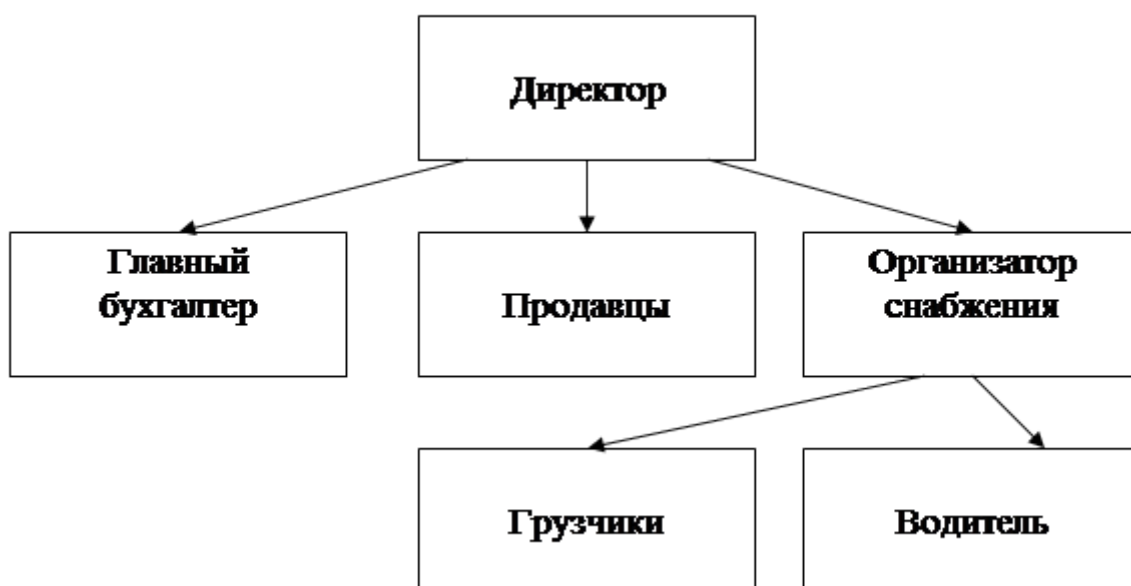 Директор
Главный
бухгалтер
Продавцы
Организатор
снабжения
Грузчики
Водитель